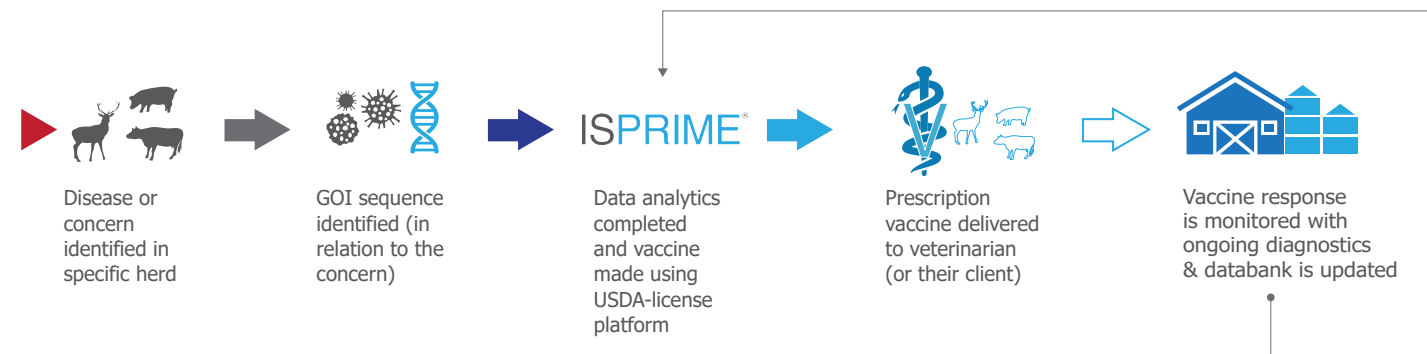 ISPRIME®
Disease or
concern
identified in
specific herd
GOI sequence
identified (in
relation to the
concern)
Data analytics
completed
and vaccine
made using
USDA-license
platform
Prescription
vaccine delivered
to veterinarian
(or their client)
Vaccine response
is monitored with
ongoing diagnostics
& databank is updated